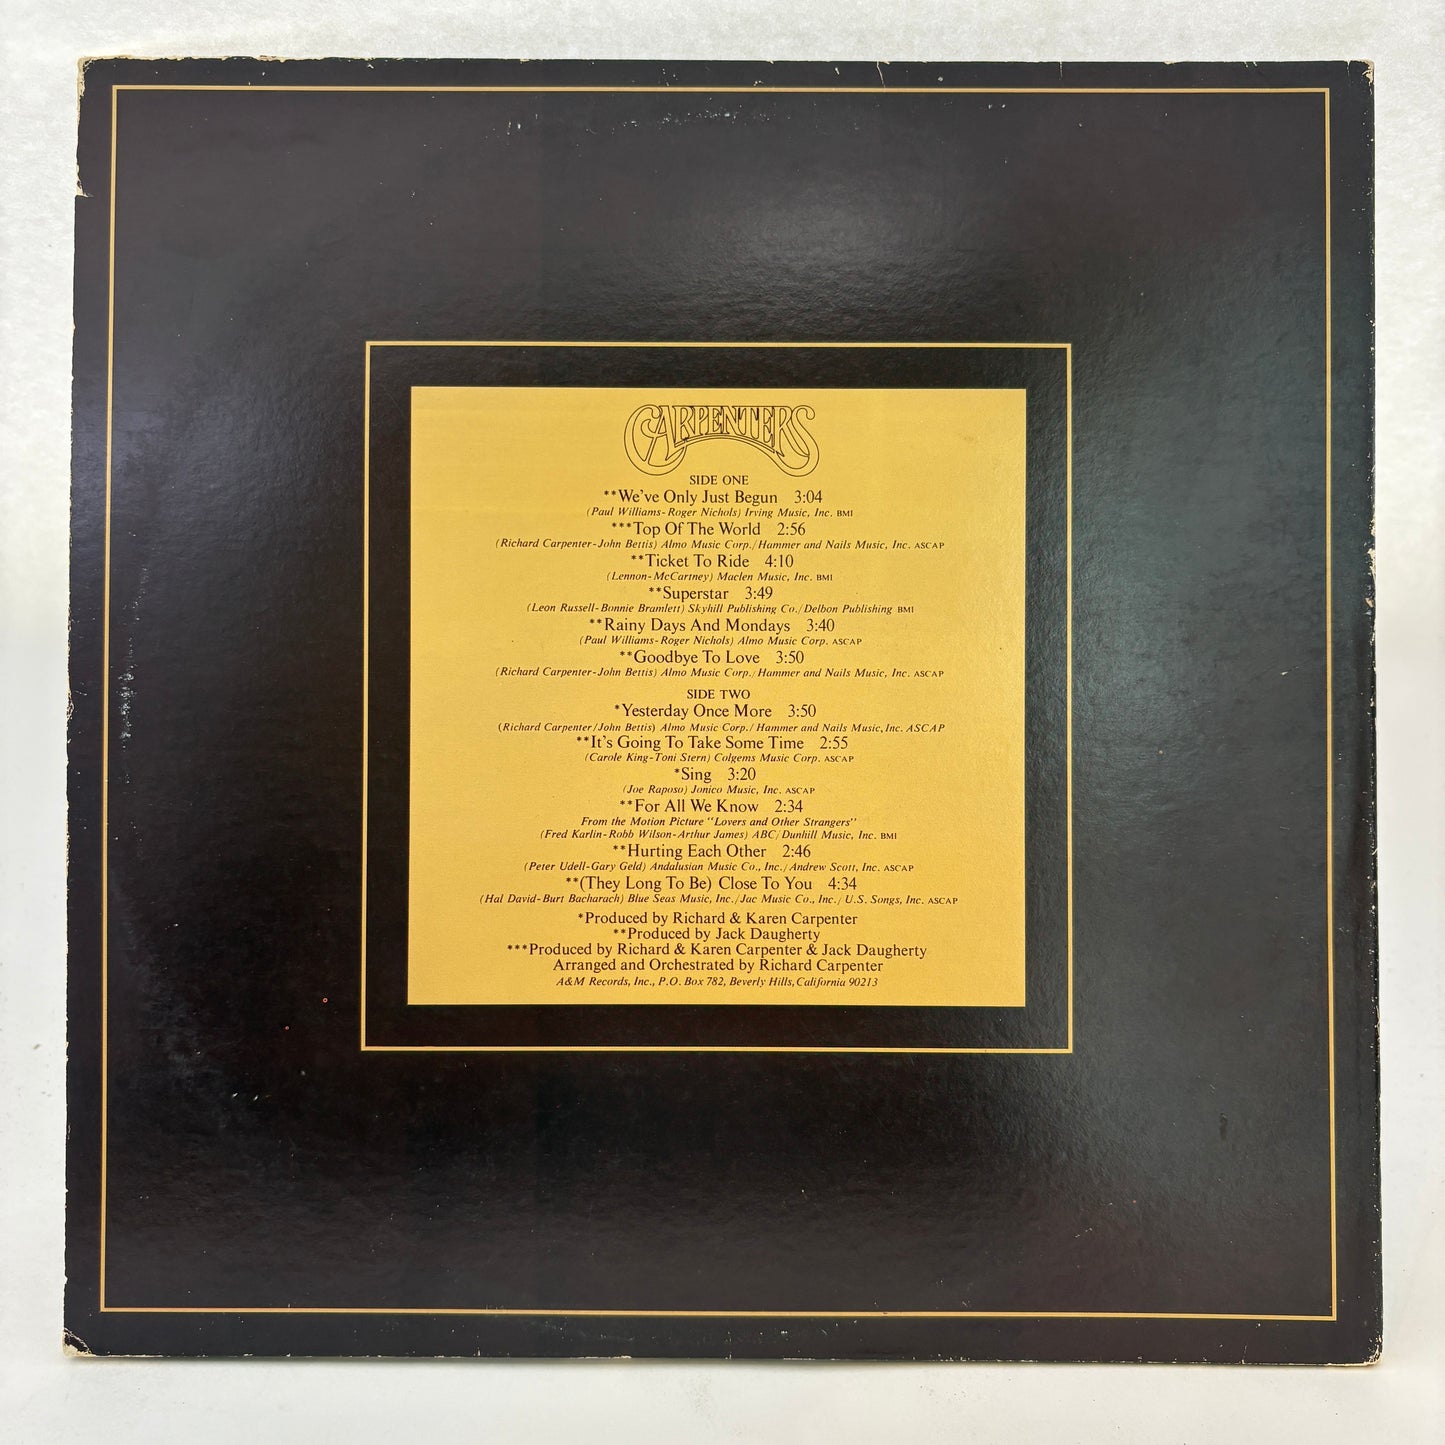 CARPENTERS
SIDE ONE
**We've Only Just Begun 3:04
(Paul Williams-Roger Nichols) Irving Music, Inc. BMI
***Top Of The World 2:56
(Richard Carpenter-John Bettis) Almo Music Corp./Hammer and Nails Music, Inc. ASCAP
**Ticket To Ride 4:10
(Lennon-McCartney) Maclen Music, Inc. BMI
**Superstar 3:49
(Leon Russell-Bonnie Bramlett) Skyhill Publishing Co./Delbon Publishing BMI
**Rainy Days And Mondays 3:40
(Paul Williams-Roger Nichols) Almo Music Corp. ASCAP
**Goodbye To Love 3:50
(Richard Carpenter-John Bettis) Almo Music Corp./Hammer and Nails Music, Inc. ASCAP
SIDE TWO
*Yesterday Once More 3:50
(Richard Carpenter/John Bettis) Almo Music Corp./Hammer and Nails Music, Inc. ASCAP
**It's Going To Take Some Time 2:55
(Carole King-Toni Stern) Colgems Music Corp. ASCAP
*Sing 3:20
(Joe Raposo) Jonico Music, Inc. ASCAP
**For All We Know 2:34
From the Motion Picture "Lovers and Other Strangers"
(Fred Karlin-Robb Wilson-Arthur James) ABC/Dunhill Music, Inc. BMI
**Hurting Each Other 2:46
(Peter Udell-Gary Geld) Andalusian Music Co., Inc./Andrew Scott, Inc. ASCAP
**(They Long To Be) Close To You 4:34
(Hal David-Burt Bacharach) Blue Seas Music, Inc./Jac Music Co., Inc./U.S. Songs, Inc. ASCAP
*Produced by Richard & Karen Carpenter
**Produced by Jack Daugherty
***Produced by Richard & Karen Carpenter & Jack Daugherty
Arranged and Orchestrated by Richard Carpenter
A&M Records, Inc., P.O. Box 782, Beverly Hills, California 90213